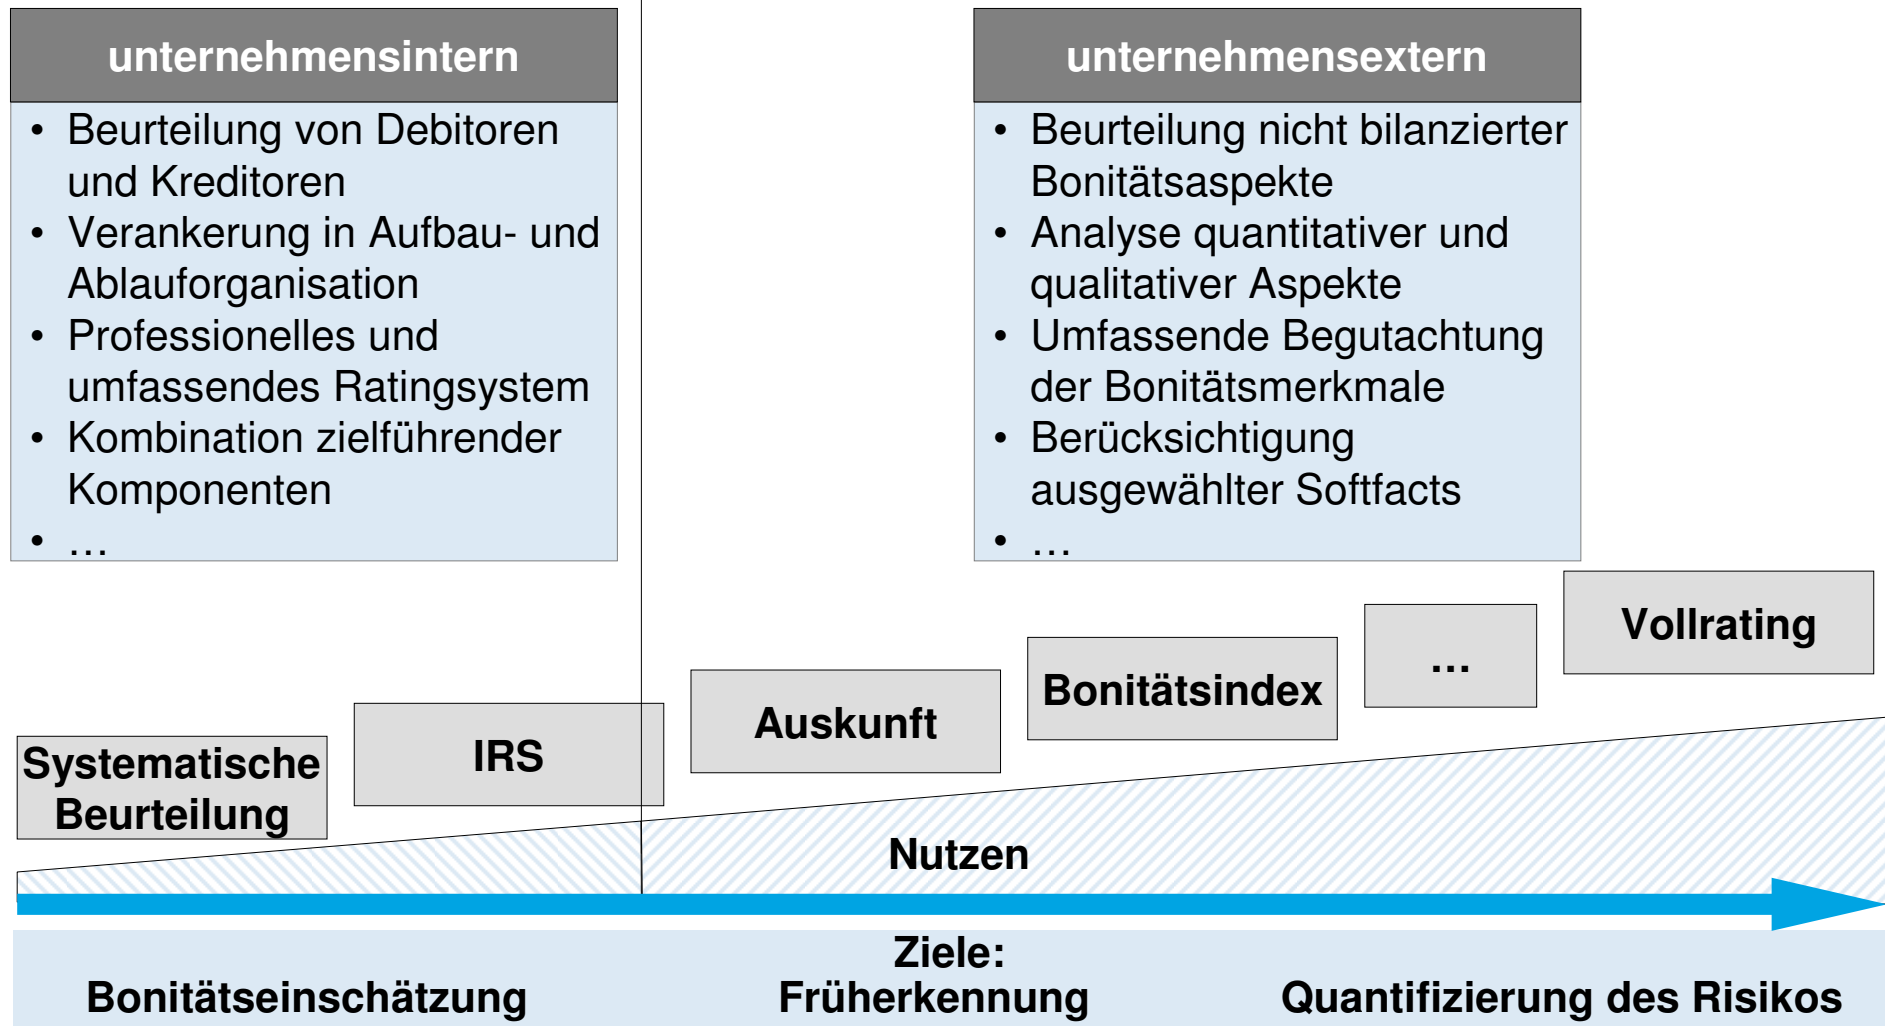 unternehmensintern
• Beurteilung von Debitoren
und Kreditoren
• Verankerung in Aufbau- und
Ablauforganisation
• Professionelles und
umfassendes Ratingsystem
• Kombination zielführender
Komponenten
• …
unternehmensextern
• Beurteilung nicht bilanzierter
Bonitätsaspekte
• Analyse quantitativer und
qualitativer Aspekte
• Umfassende Begutachtung
der Bonitätsmerkmale
• Berücksichtigung
ausgewählter Softfacts
• …
Systematische
Beurteilung
IRS
Auskunft
Bonitätsindex
…
Vollrating
Nutzen
Ziele:
Bonitätseinschätzung
Früherkennung
Quantifizierung des Risikos